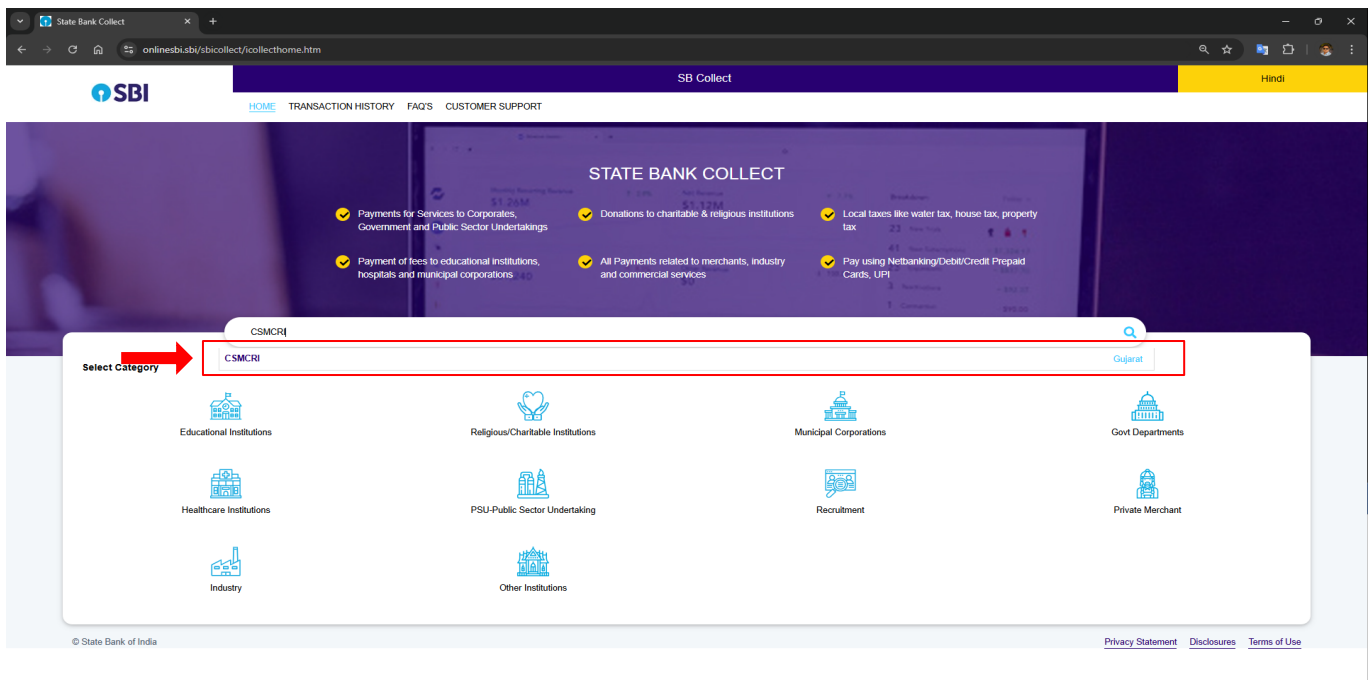 State Bank Collect
onlinesbi.sbi/sbicollect/icollecthome.htm
SBI
SB Collect
Hindi
HOME TRANSACTION HISTORY FAQ'S CUSTOMER SUPPORT
STATE BANK COLLECT
Payments for Services to Corporates,
Government and Public Sector Undertakings
Donations to charitable & religious institutions
Local taxes like water tax, house tax, property
tax
Payment of fees to educational institutions,
hospitals and municipal corporations
All Payments related to merchants, industry
and commercial services
Pay using Netbanking/Debit/Credit Prepaid
Cards, UPI
$1.26M
$1.12M
CSMCRI
CSMCRI Gujarat
Select Category
Educational Institutions
Religious/Charitable Institutions
Municipal Corporations
Govt Departments
Healthcare Institutions
PSU-Public Sector Undertaking
Recruitment
Private Merchant
Industry
Other Institutions
© State Bank of India
Privacy Statement Disclosures Terms of Use